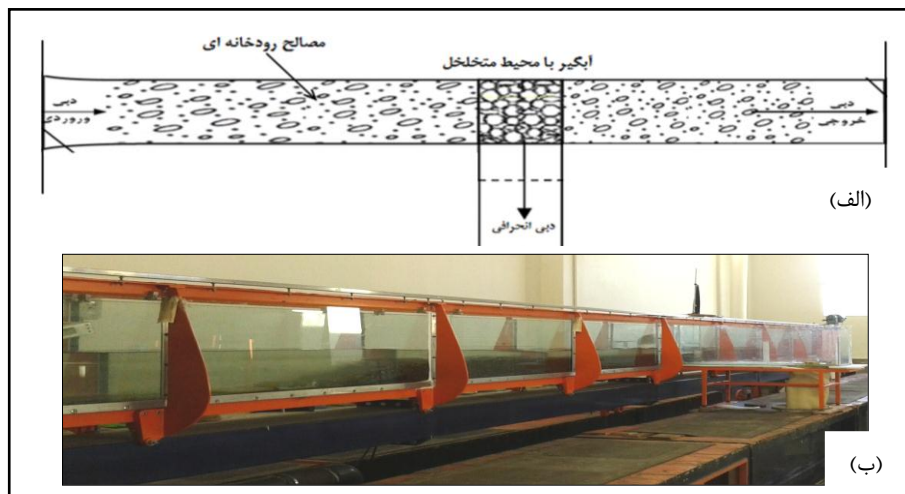 مصالح رودخانه ای
آبگیر با محیط متخلخل
دبی
ورودی
دبی
خروجی
دبی انحرافی
(الف)
(ب)